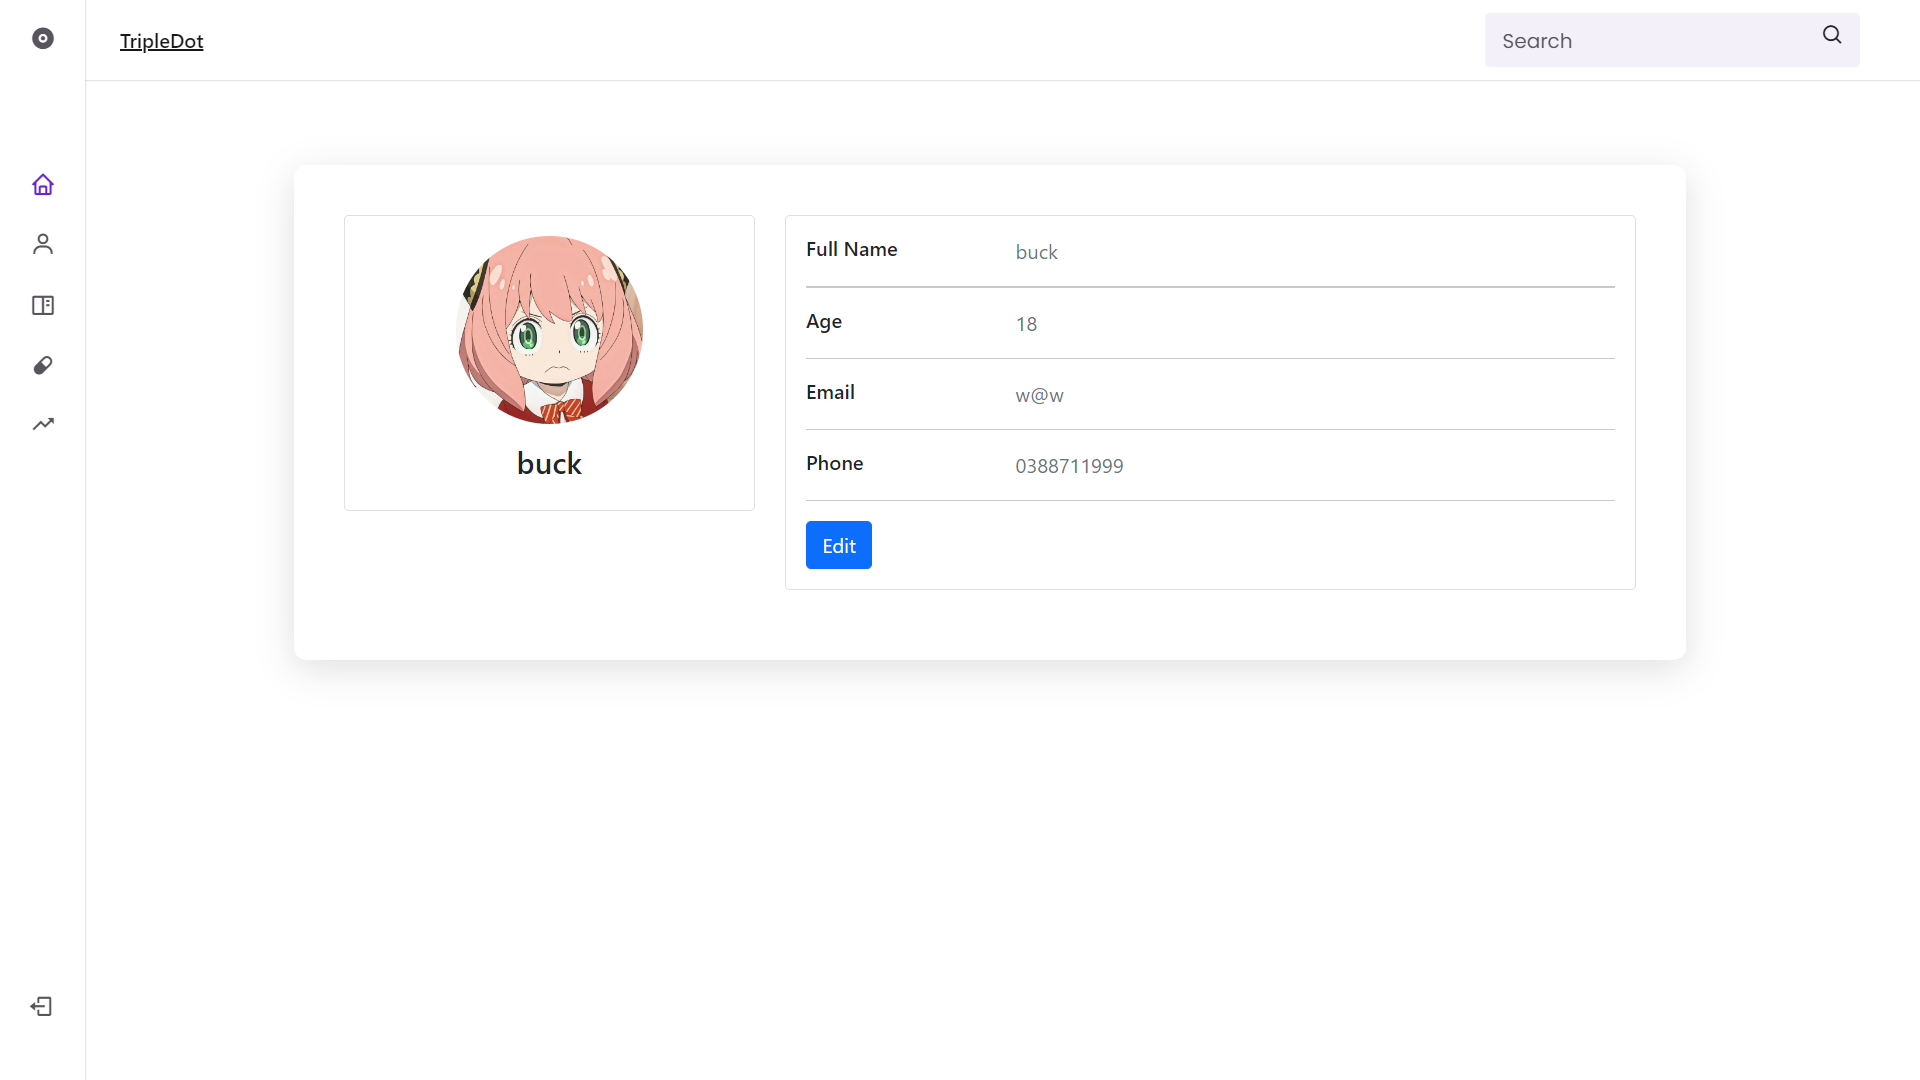 TripleDot
Search
buck
Full Name buck
Age 18
Email w@w
Phone 0388711999
Edit